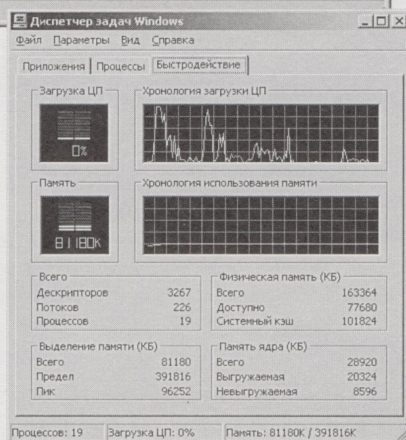 Диспетчер задач Windows
Файл Параметры Вид Справка
Приложения Процессы Быстродействие
Загрузка ЦП
Хронология загрузки ЦП
0%
Память
Хронология использования памяти
81180K
Всего
Дескрипторов 3267
Потоков 226
Процессов 19
Физическая память (КБ)
Всего 163364
Доступно 77680
Системный кэш 101824
Выделение памяти (КБ)
Всего 81180
Предел 391816
Пик 96252
Память ядра (КБ)
Всего 28920
Выгружаемая 20324
Невыгружаемая 8596
Процессов: 19 Загрузка ЦП: 0% Память: 81180K / 391816K